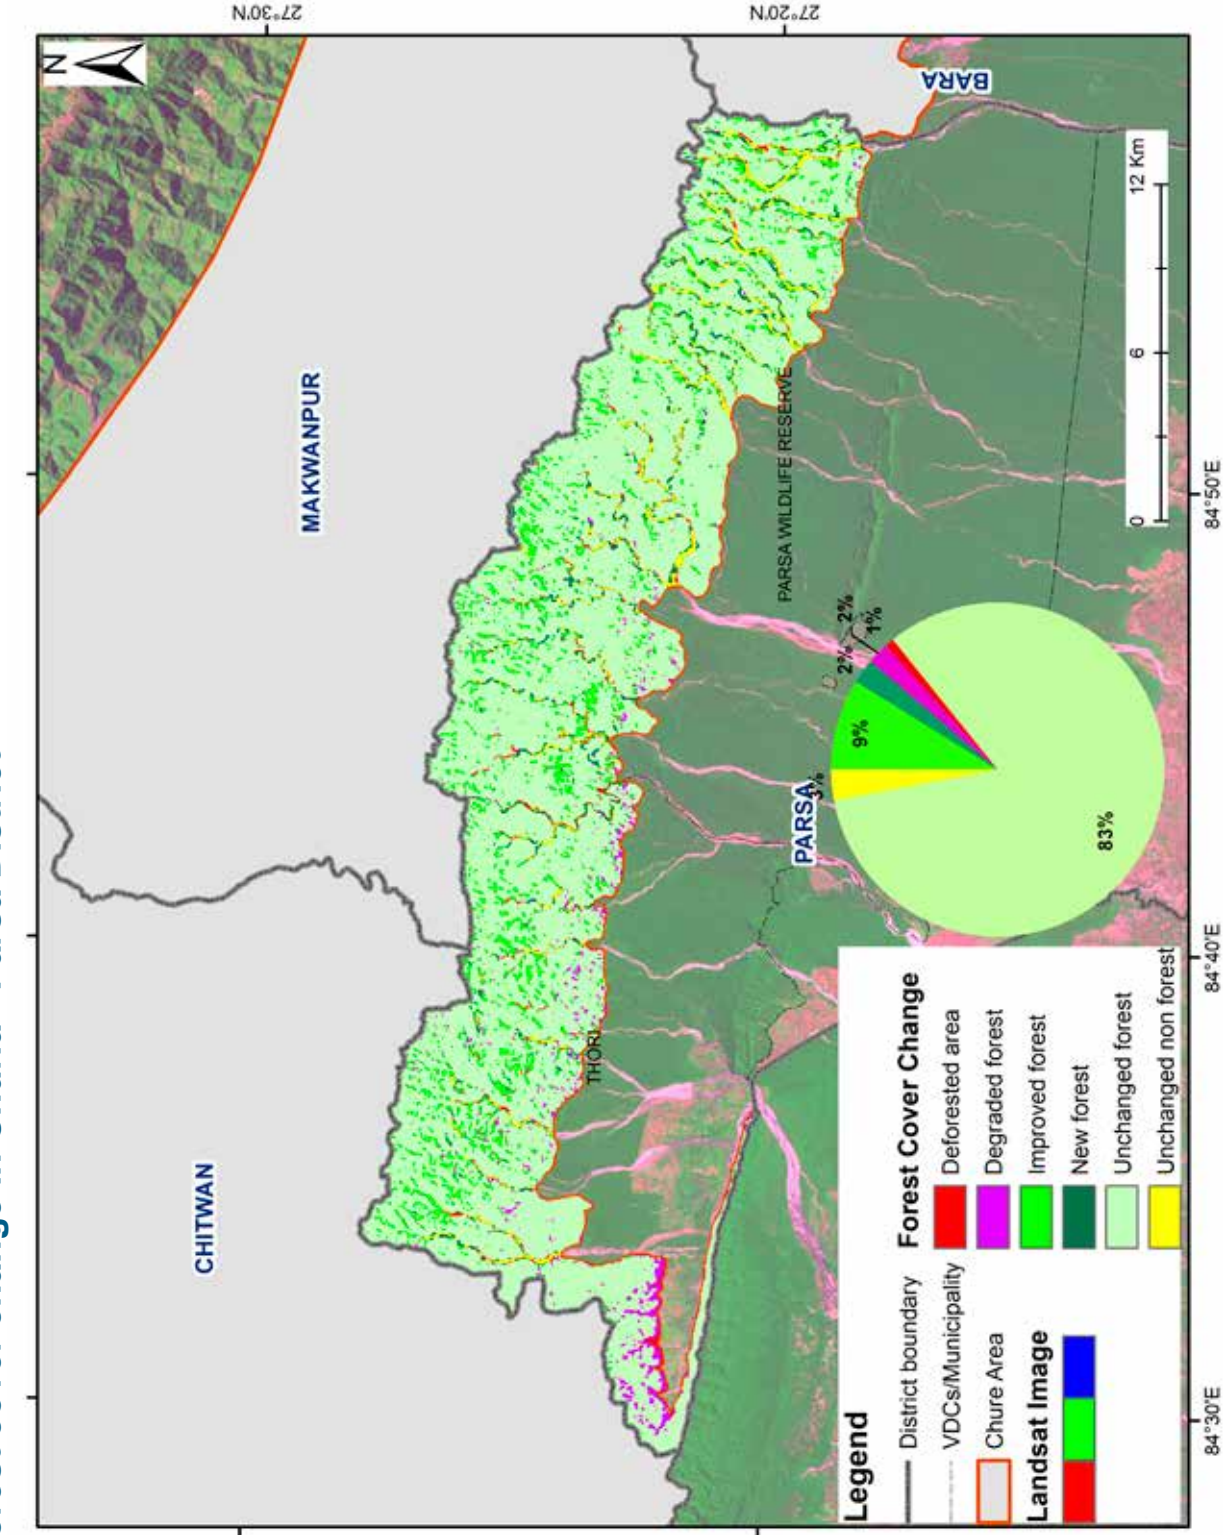 N
27°30'N
27°20'N
CHITWAN
MAKWANPUR
BARA
THORI
PARSA WILDLIFE RESERVE
PARSA
3%
9%
2%
2%
1%
83%
Legend
District boundary
VDCs/Municipality
Chure Area
Landsat Image
Forest Cover Change
Deforested area
Degraded forest
Improved forest
New forest
Unchanged forest
Unchanged non forest
0 6 12 Km
84°30'E
84°40'E
84°50'E